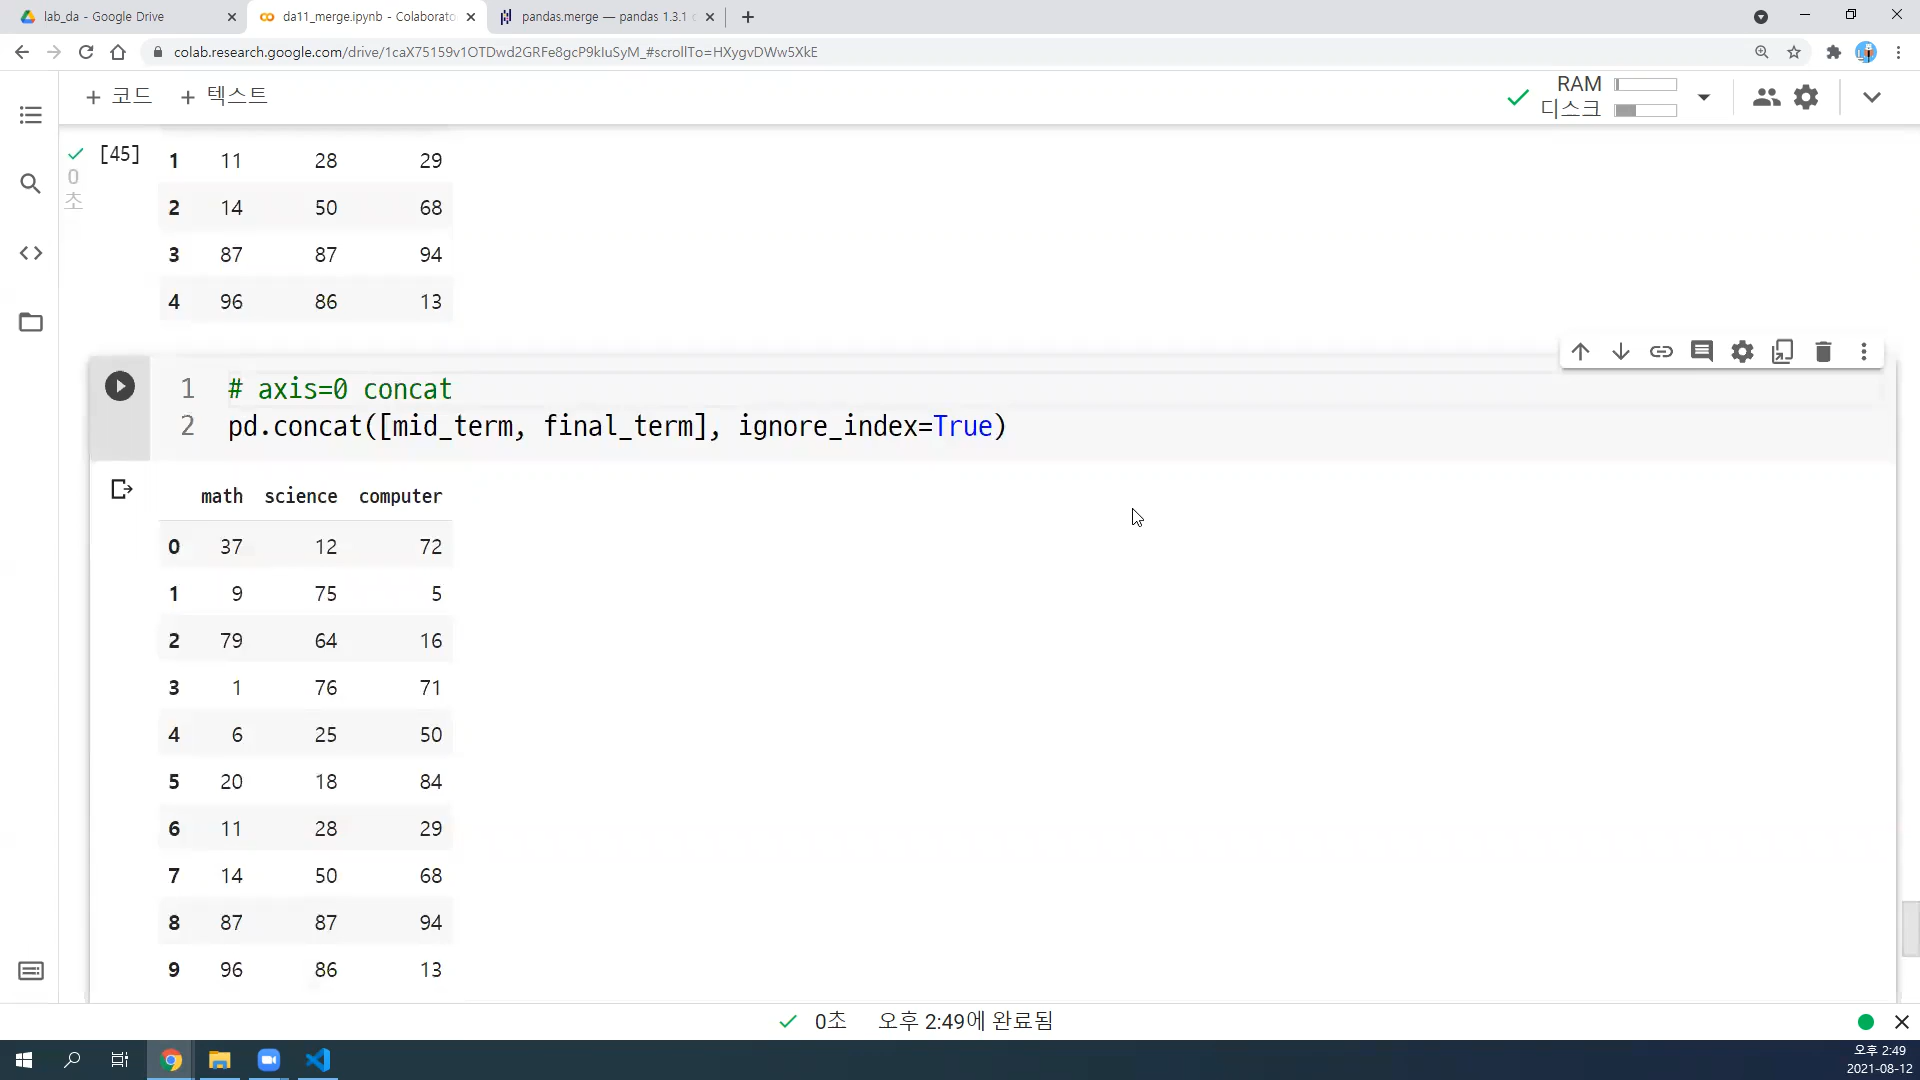 lab_da - Google Drive
da11_merge.ipynb - Colaborato
pandas.merge — pandas 1.3.1
colab.research.google.com/drive/1caX75159v1OTDwd2GRFe8gcP9kIuSyM_#scrollTo=HXygvDWw5XkE
+ 코드 + 텍스트
RAM
디스크
[45]
0
초
1 11 28 29
2 14 50 68
3 87 87 94
4 96 86 13
1 # axis=0 concat
2 pd.concat([mid_term, final_term], ignore_index=True)
math science computer
0 37 12 72
1 9 75 5
2 79 64 16
3 1 76 71
4 6 25 50
5 20 18 84
6 11 28 29
7 14 50 68
8 87 87 94
9 96 86 13
0초 오후 2:49에 완료됨
오후 2:49
2021-08-12